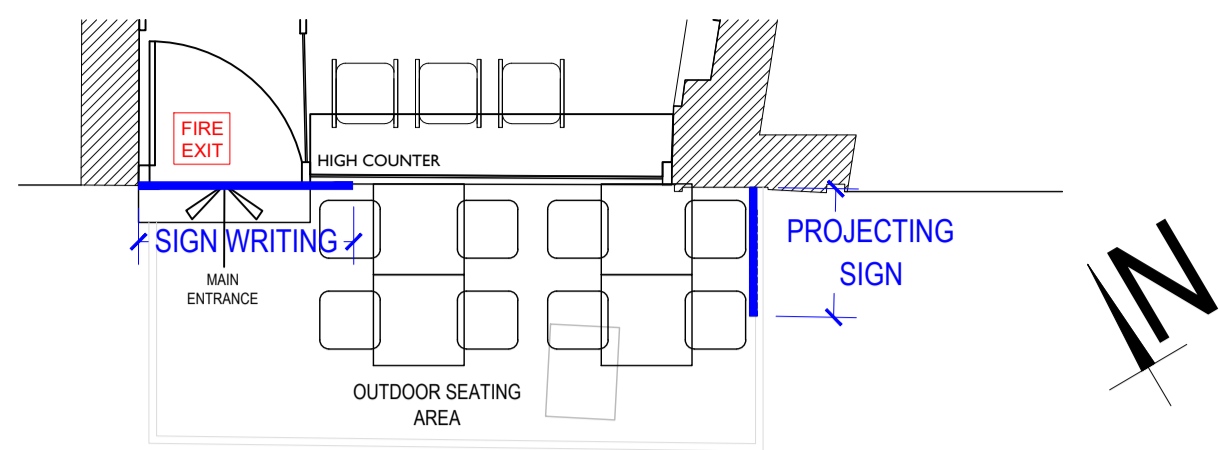 FIRE
EXIT
HIGH COUNTER
SIGN WRITING
MAIN
ENTRANCE
PROJECTING
SIGN
OUTDOOR SEATING
AREA
N